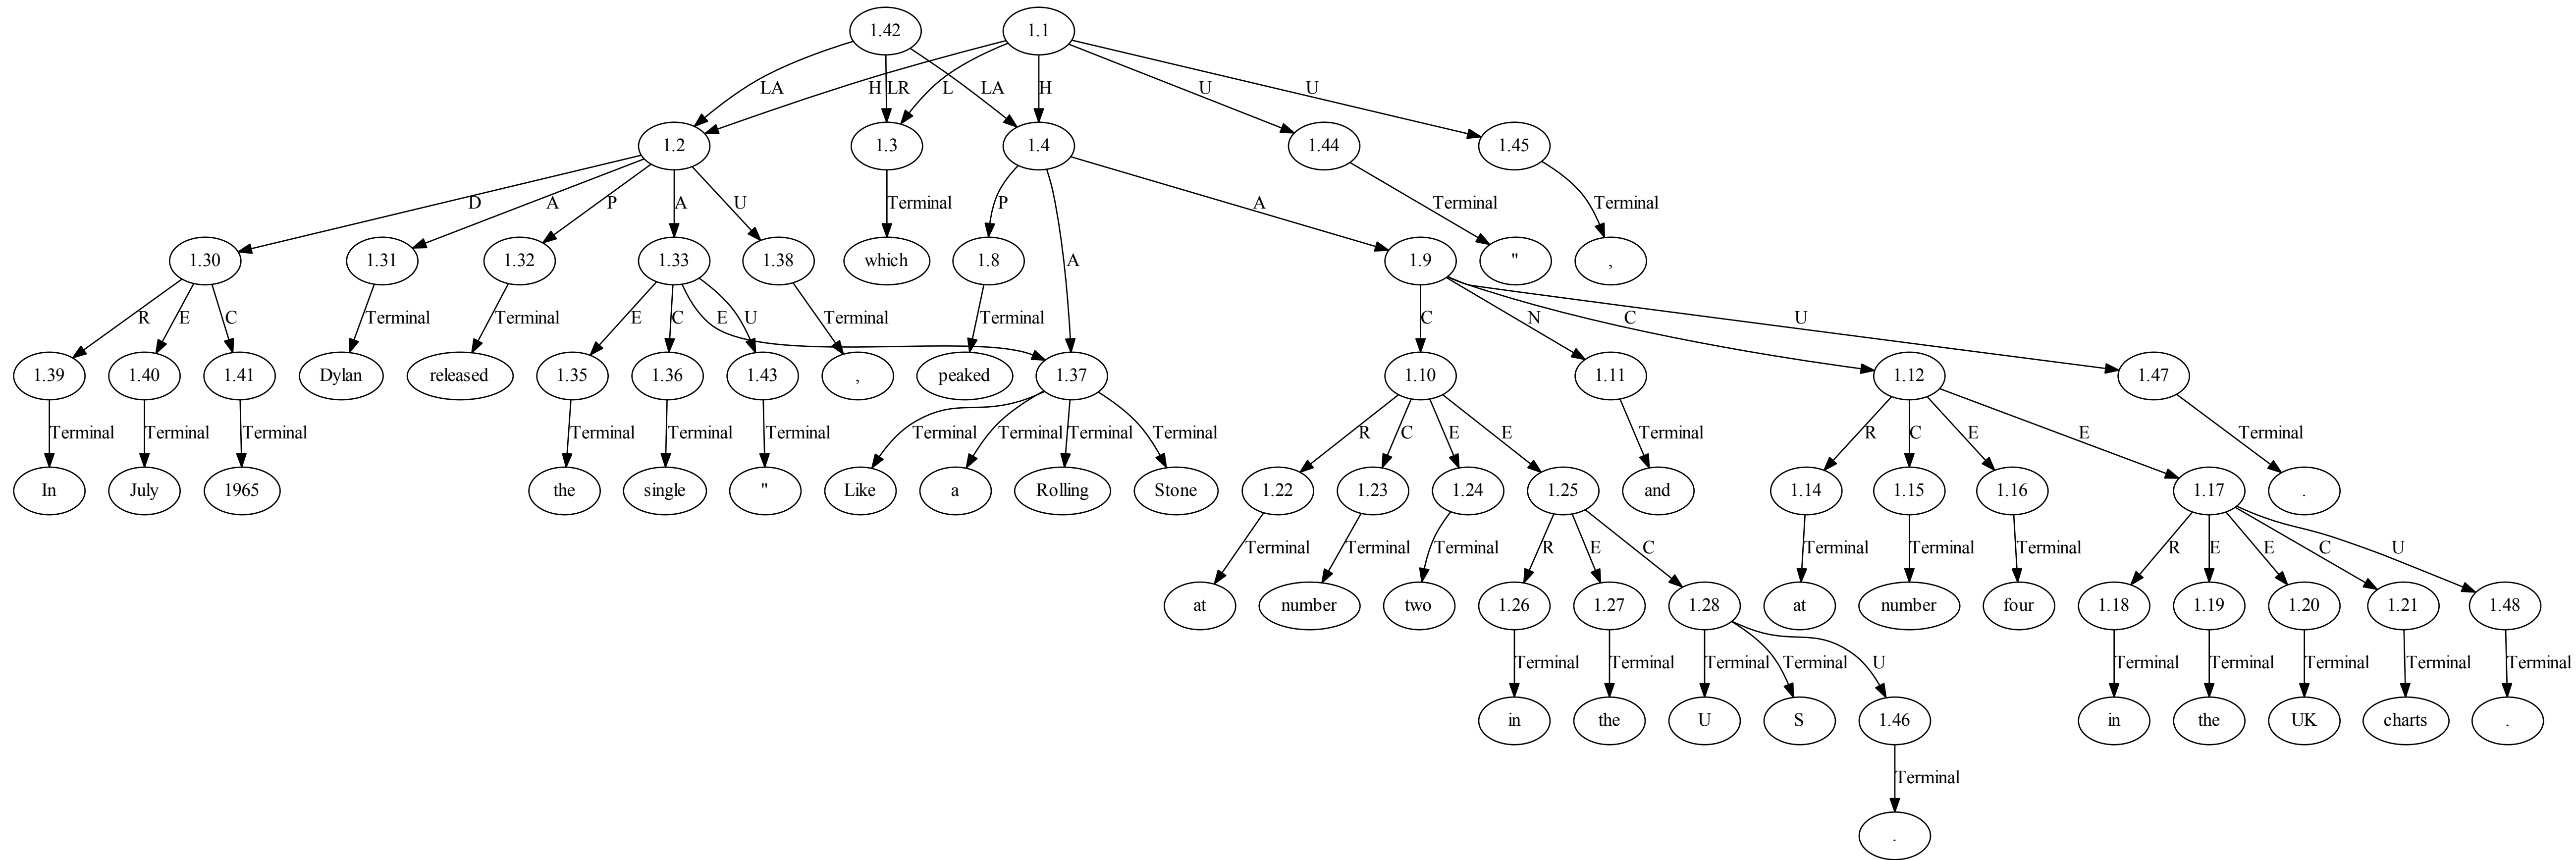 1.42 1.1
LA H LR L LA H U U
1.2 1.3 1.4 1.44 1.45
D A P A U Terminal P A A Terminal Terminal
1.30 1.31 1.32 1.33 1.38 which 1.8 1.9 " ,
R E C Terminal Terminal E C E U Terminal Terminal C N C U
1.39 1.40 1.41 Dylan released 1.35 1.36 1.43 , peaked 1.37 1.10 1.11 1.12 1.47
Terminal Terminal Terminal Terminal Terminal Terminal Terminal Terminal Terminal Terminal R C E E Terminal R C E E Terminal
In July 1965 the single " Like a Rolling Stone 1.22 1.23 1.24 1.25 and 1.14 1.15 1.16 1.17 .
Terminal Terminal Terminal R E C Terminal Terminal Terminal R E E C U
at number two 1.26 1.27 1.28 at number four 1.18 1.19 1.20 1.21 1.48
Terminal Terminal Terminal Terminal U Terminal Terminal Terminal Terminal Terminal
in the U S 1.46 in the UK charts .
Terminal
.